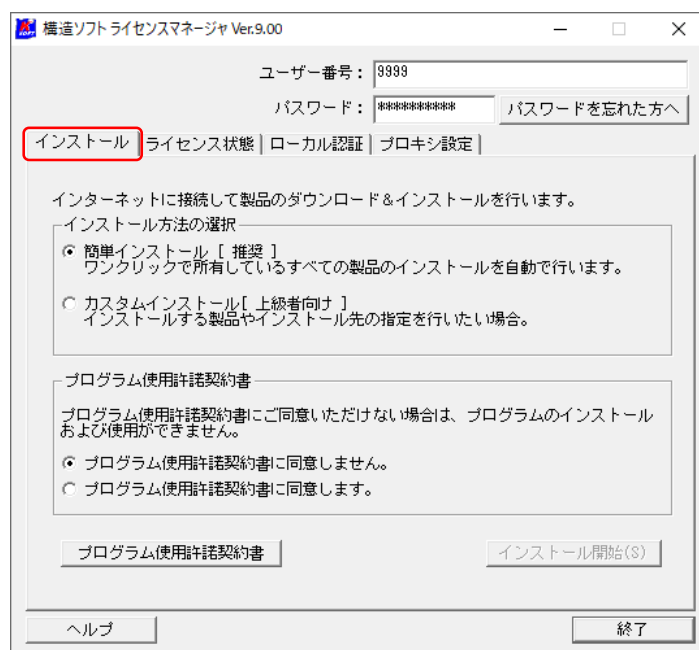 構造ソフトライセンスマネージャ Ver.9.00
ユーザー番号： 9999
パスワード： ********** パスワードを忘れた方へ
インストール ライセンス状態 ローカル認証 プロキシ設定
インターネットに接続して製品のダウンロード＆インストールを行います。
インストール方法の選択
簡単インストール [ 推奨 ]
ワンクリックで所有しているすべての製品のインストールを自動で行います。
カスタムインストール[ 上級者向け ]
インストールする製品やインストール先の指定を行いたい場合。
プログラム使用許諾契約書
プログラム使用許諾契約書にご同意いただけない場合は、プログラムのインストール
および使用ができません。
プログラム使用許諾契約書に同意しません。
プログラム使用許諾契約書に同意します。
プログラム使用許諾契約書 インストール開始(S)
ヘルプ 終了